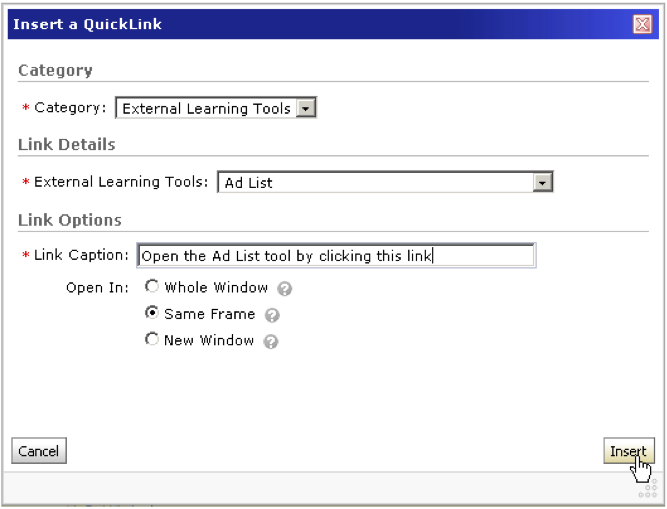 Insert a QuickLink
Category
* Category: External Learning Tools
Link Details
* External Learning Tools: Ad List
Link Options
* Link Caption: Open the Ad List tool by clicking this link
Open In: Whole Window ?
Same Frame ?
New Window ?
Cancel Insert